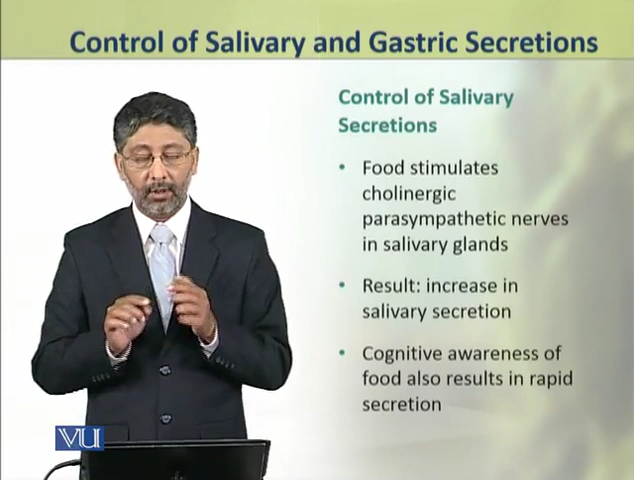 Control of Salivary and Gastric Secretions
Control of Salivary
Secretions
• Food stimulates
cholinergic
parasympathetic nerves
in salivary glands
• Result: increase in
salivary secretion
• Cognitive awareness of
food also results in rapid
secretion
VU